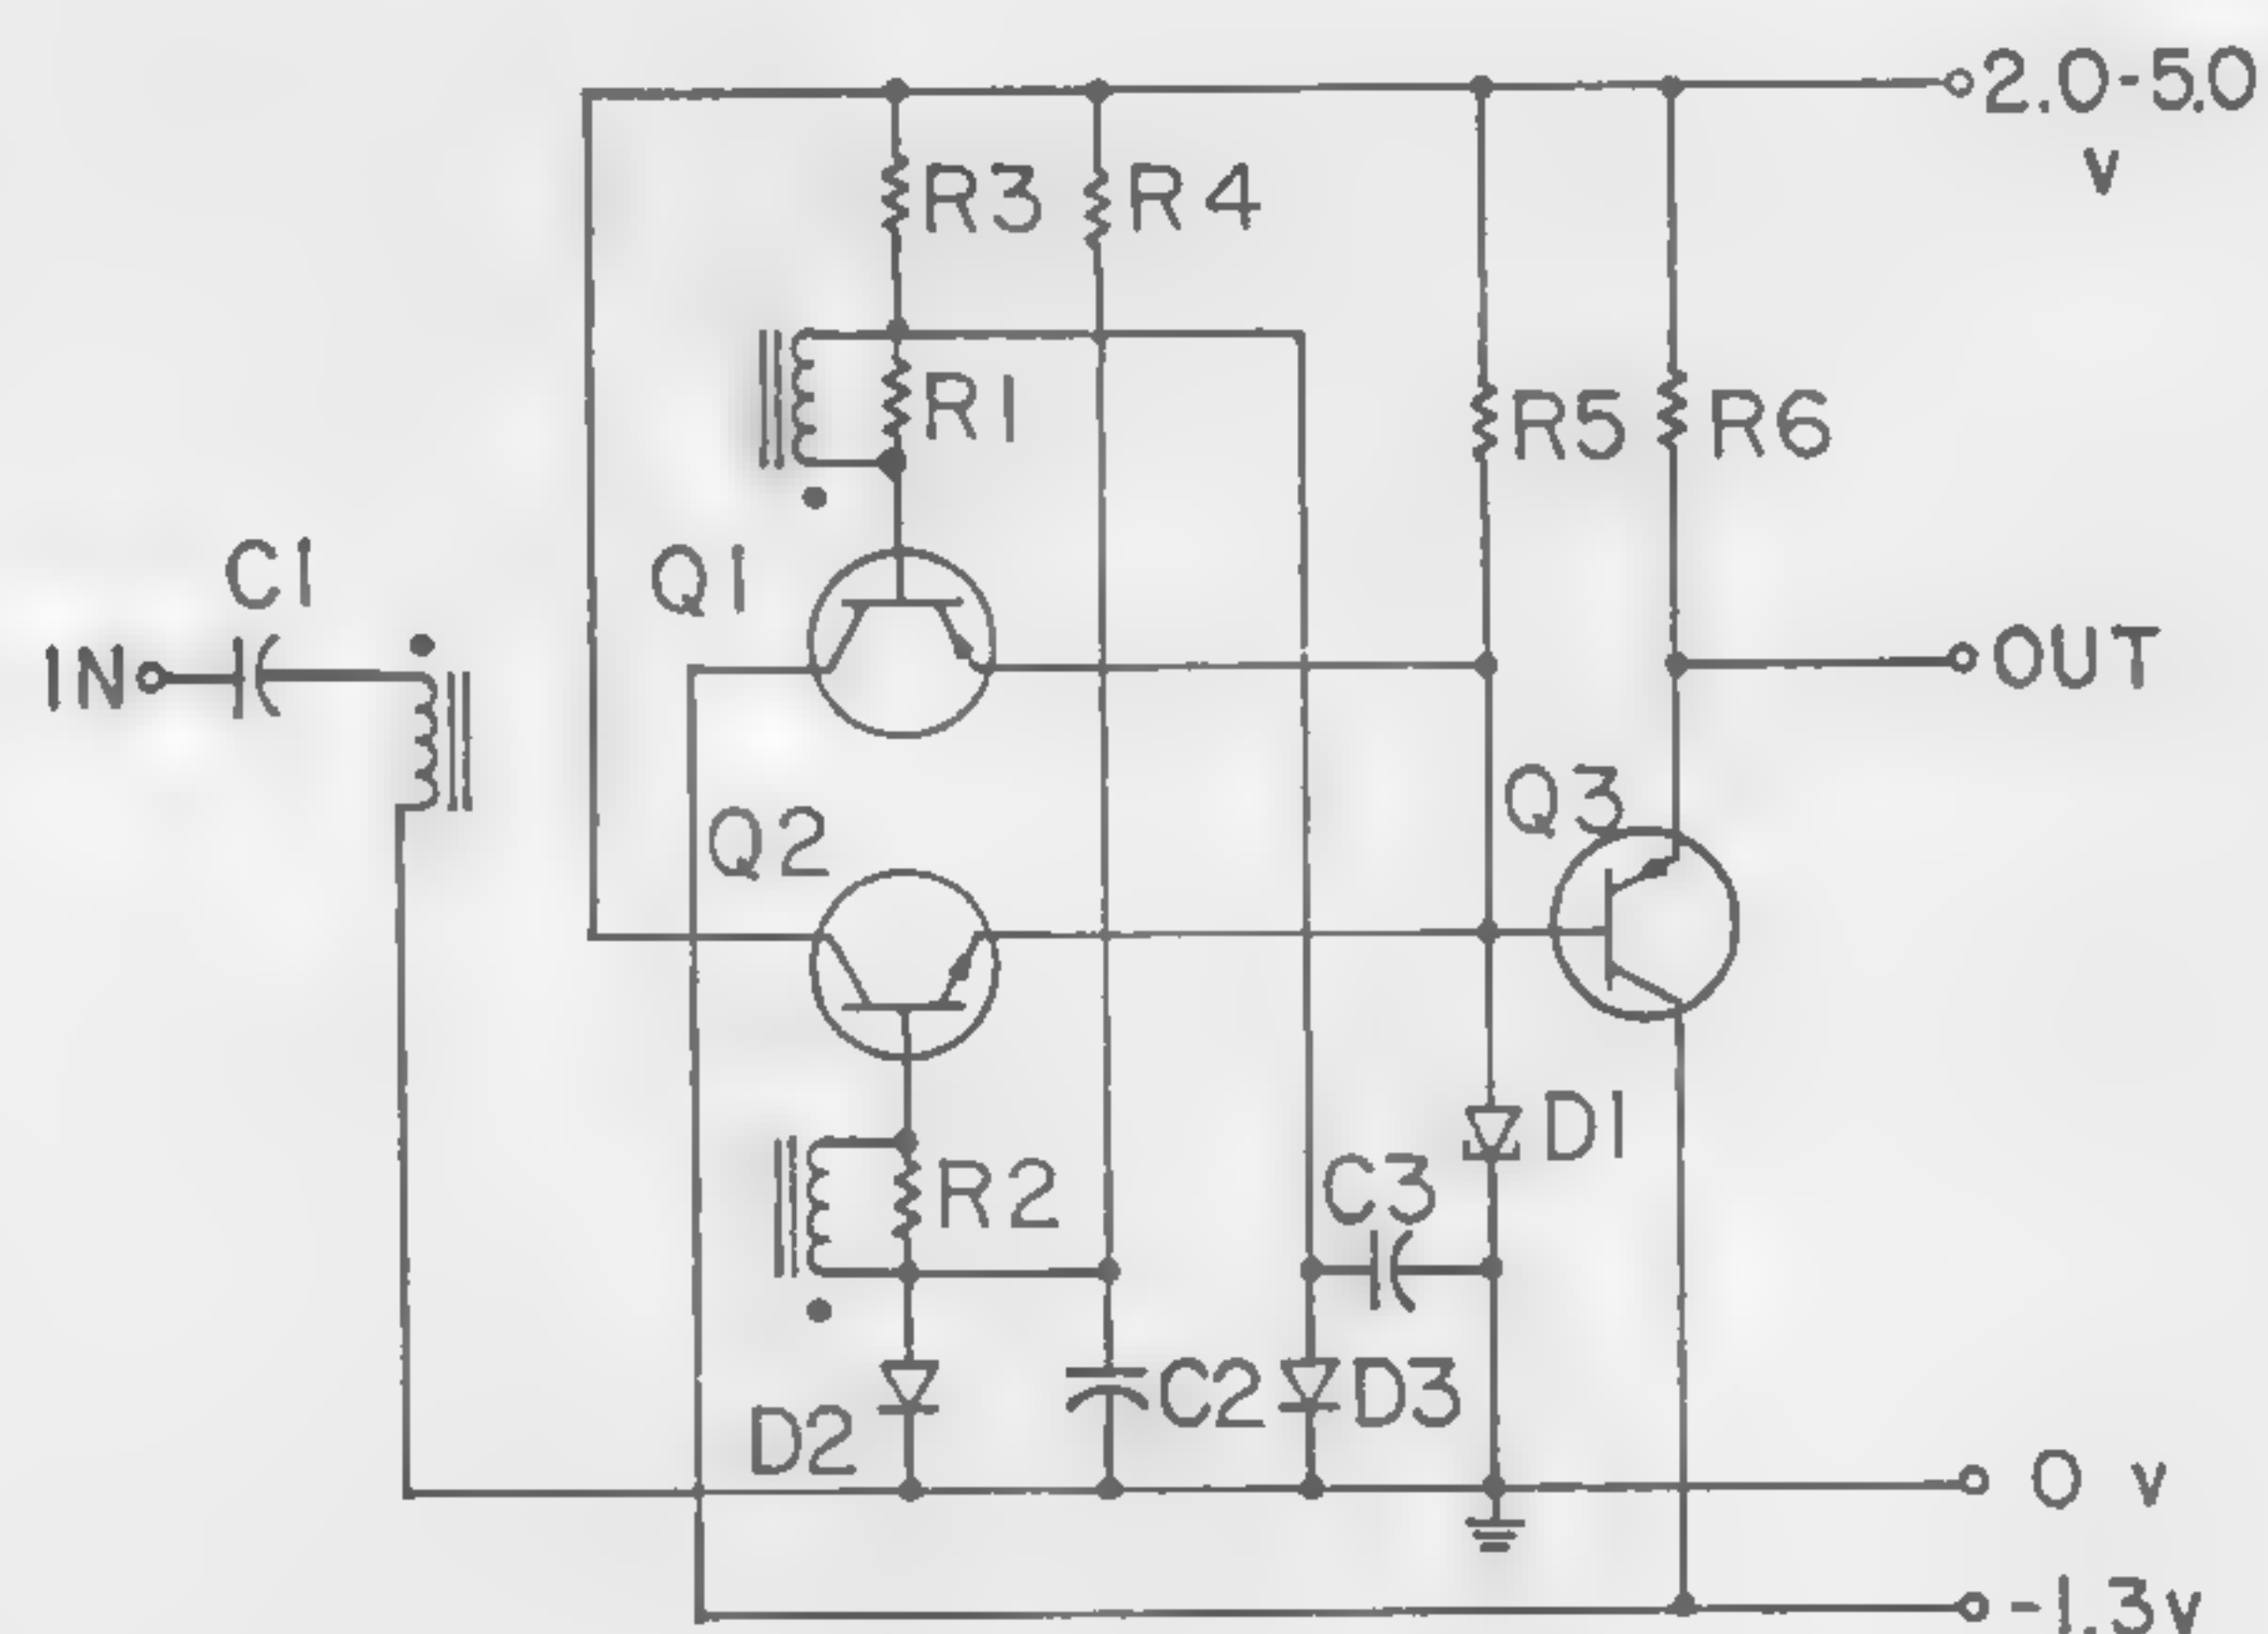 2.0-5.0
v
R3
R4
R1
R5
R6
C1
Q1
IN
OUT
Q2
Q3
D1
R2
C3
D2
C2
D3
0 v
-1.3v